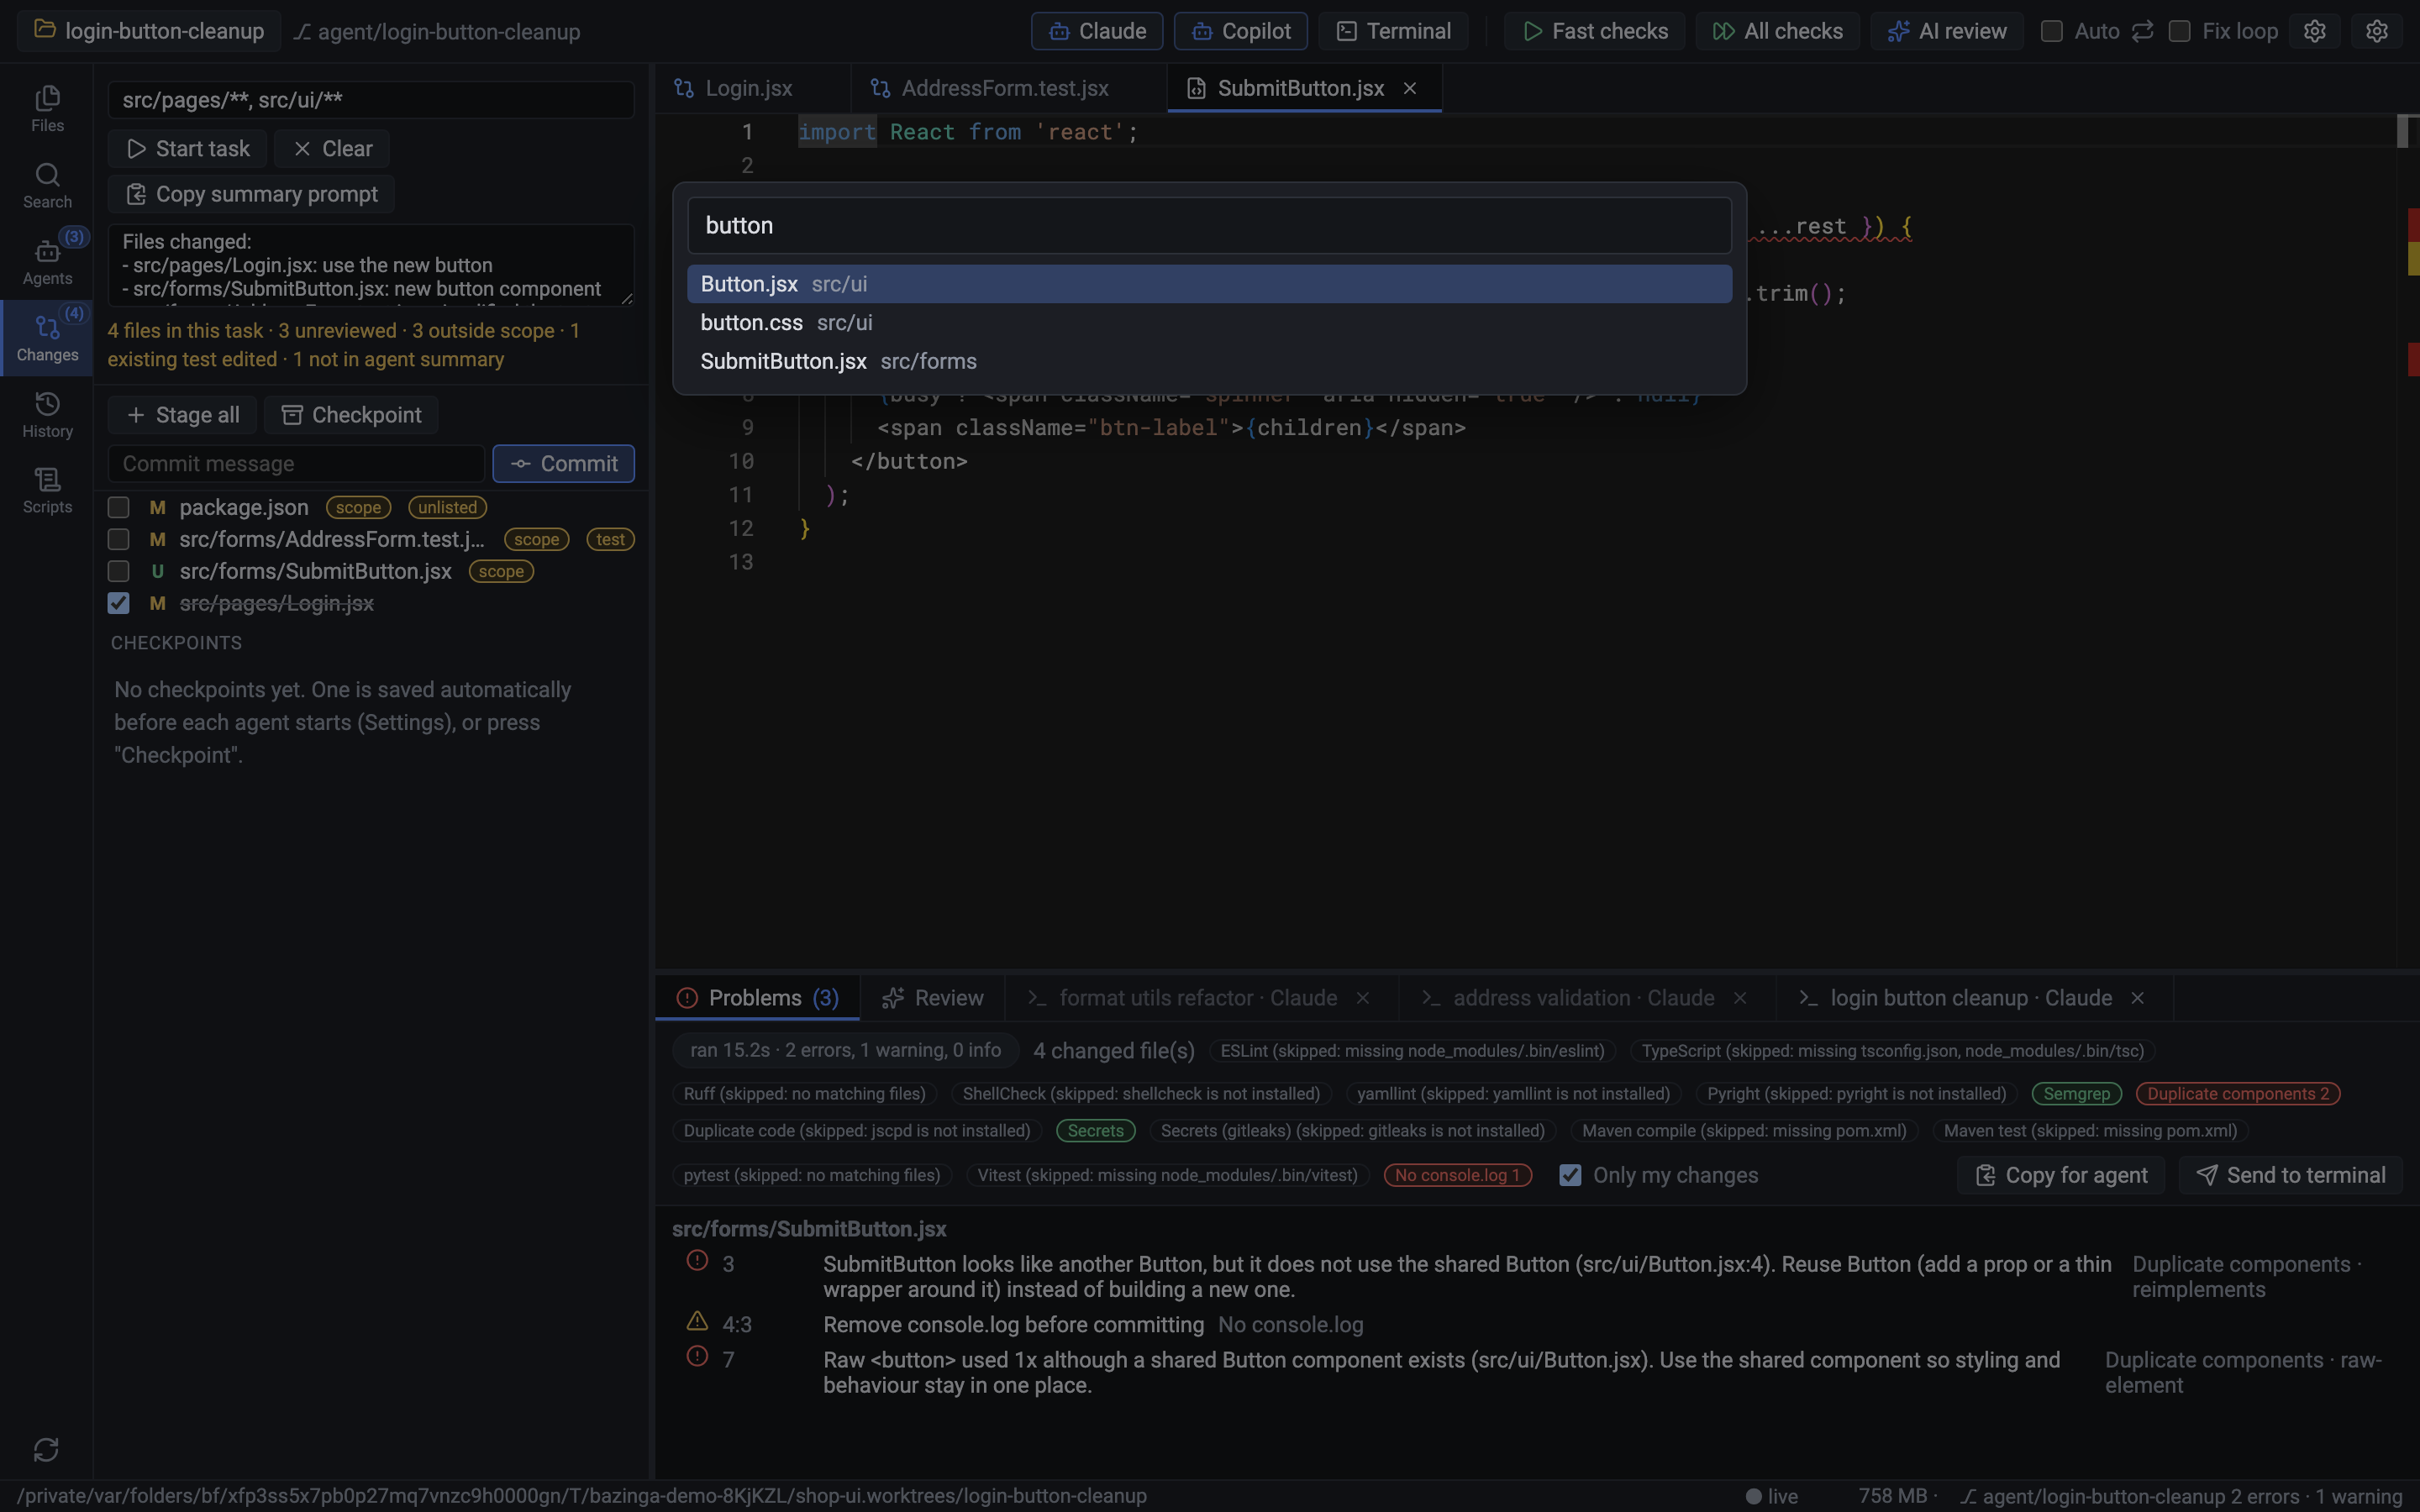 login-button-cleanup agent/login-button-cleanup Claude Copilot Terminal Fast checks All checks AI review Auto Fix loop
Files
Search
(3)
Agents
(4)
Changes
History
Scripts
src/pages/**, src/ui/**
Start task Clear
Copy summary prompt
Files changed:
- src/pages/Login.jsx: use the new button
- src/forms/SubmitButton.jsx: new button component
4 files in this task · 3 unreviewed · 3 outside scope · 1
existing test edited · 1 not in agent summary
Stage all Checkpoint
Commit message Commit
M package.json scope unlisted
M src/forms/AddressForm.test.j... scope test
U src/forms/SubmitButton.jsx scope
M src/pages/Login.jsx
CHECKPOINTS
No checkpoints yet. One is saved automatically
before each agent starts (Settings), or press
"Checkpoint".
Login.jsx AddressForm.test.jsx SubmitButton.jsx
1 import React from 'react';
2
button
Button.jsx src/ui
button.css src/ui
SubmitButton.jsx src/forms
...rest }) {
.trim();
8 {busy ? <span className="spinner" aria-hidden="true" /> : null}
9 <span className="btn-label">{children}</span>
10 </button>
11 );
12 }
13
Problems (3) Review format utils refactor · Claude address validation · Claude login button cleanup · Claude
ran 15.2s · 2 errors, 1 warning, 0 info 4 changed file(s) ESLint (skipped: missing node_modules/.bin/eslint) TypeScript (skipped: missing tsconfig.json, node_modules/.bin/tsc)
Ruff (skipped: no matching files) ShellCheck (skipped: shellcheck is not installed) yamllint (skipped: yamllint is not installed) Pyright (skipped: pyright is not installed) Semgrep Duplicate components 2
Duplicate code (skipped: jscpd is not installed) Secrets Secrets (gitleaks) (skipped: gitleaks is not installed) Maven compile (skipped: missing pom.xml) Maven test (skipped: missing pom.xml)
pytest (skipped: no matching files) Vitest (skipped: missing node_modules/.bin/vitest) No console.log 1 Only my changes Copy for agent Send to terminal
src/forms/SubmitButton.jsx
3 SubmitButton looks like another Button, but it does not use the shared Button (src/ui/Button.jsx:4). Reuse Button (add a prop or a thin
wrapper around it) instead of building a new one.
Duplicate components ·
reimplements
4:3 Remove console.log before committing No console.log
7 Raw <button> used 1x although a shared Button component exists (src/ui/Button.jsx). Use the shared component so styling and
behaviour stay in one place.
Duplicate components · raw-
element
/private/var/folders/bf/xfp3ss5x7pb0p27mq7vnzc9h0000gn/T/bazinga-demo-8KjKZL/shop-ui.worktrees/login-button-cleanup live 758 MB · agent/login-button-cleanup 2 errors · 1 warning